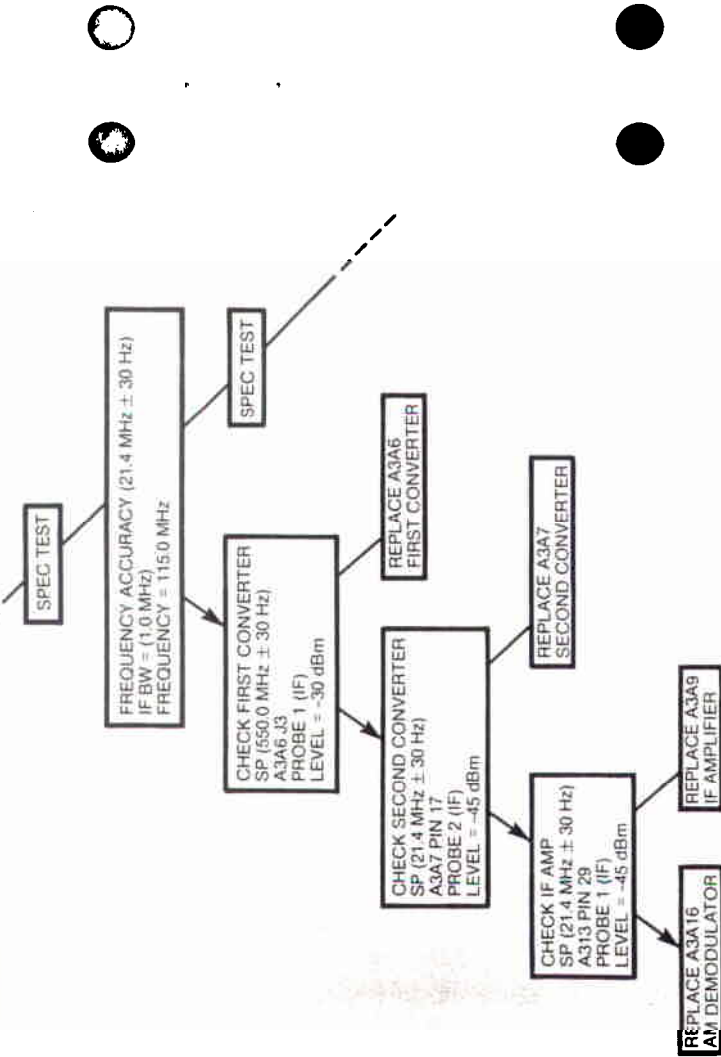 SPEC TEST
FREQUENCY ACCURACY (21.4 MHz ± 30 Hz)
IF BW = (1.0 MHz)
FREQUENCY = 115.0 MHz
SPEC TEST
CHECK FIRST CONVERTER
SP (550.0 MHz ± 30 Hz)
A3A6 J3
PROBE 1 (IF)
LEVEL = -30 dBm
REPLACE A3A6
FIRST CONVERTER
CHECK SECOND CONVERTER
SP (21.4 MHz ± 30 Hz)
A3A7 PIN 17
PROBE 2 (IF)
LEVEL = -45 dBm
REPLACE A3A7
SECOND CONVERTER
CHECK IF AMP
SP (21.4 MHz ± 30 Hz)
A313 PIN 29
PROBE 1 (IF)
LEVEL = -45 dBm
REPLACE A3A9
IF AMPLIFIER
REPLACE A3A16
AM DEMODULATOR